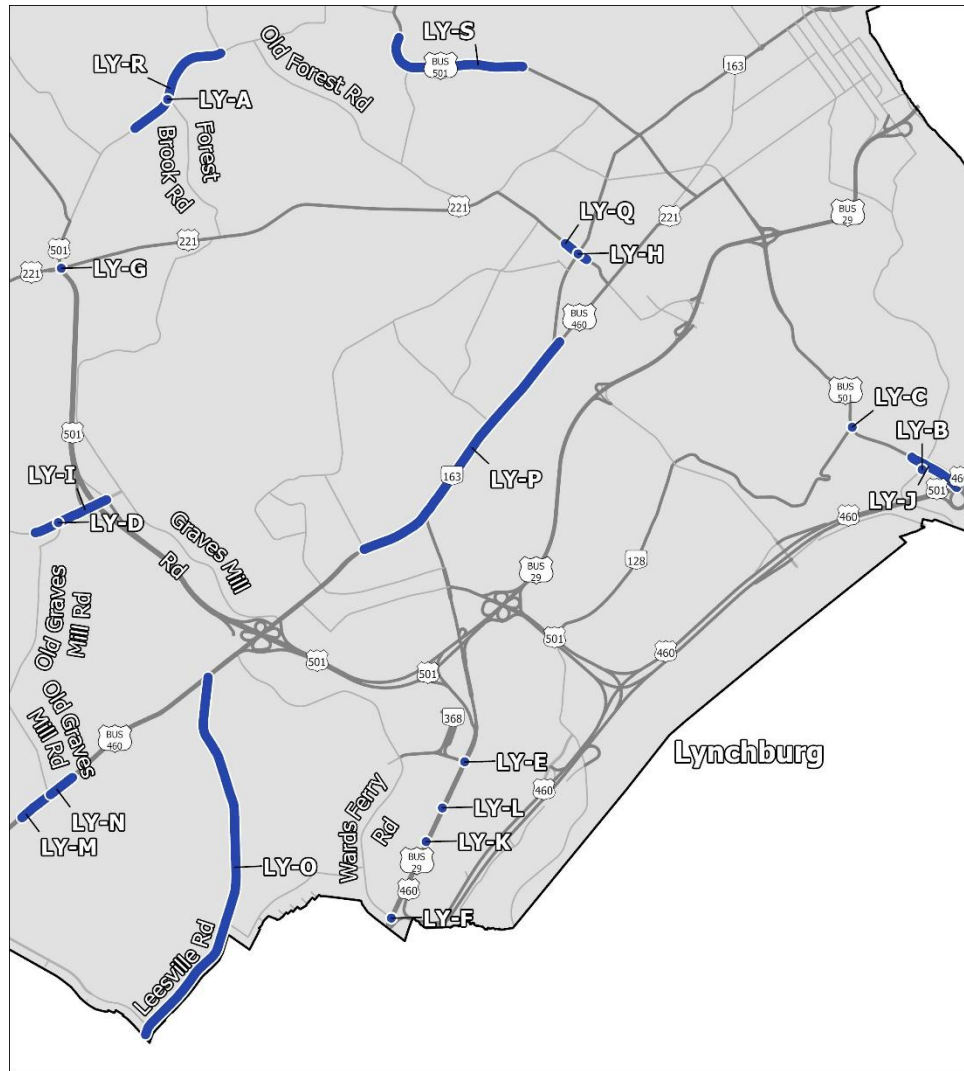 LY-S
Old Forest Rd
BUS
501
LY-R
163
LY-A
Forest
Brook Rd
BUS
29
221
LY-Q
221
221
501
LY-H
LY-G
221
BUS
460
BUS
501
LY-C
501
LY-B
LY-I
163
LY-P
460
501
LY-J
LY-D
460
Graves Mill
Rd
128
BUS
29
Old Graves
Mill Rd
501
460
501
501
Old Graves
Mill Rd
368
BUS
460
Lynchburg
LY-E
460
Wards Ferry
Rd
LY-L
LY-N
LY-K
LY-M
BUS
29
LY-O
460
LY-F
Leesville Rd